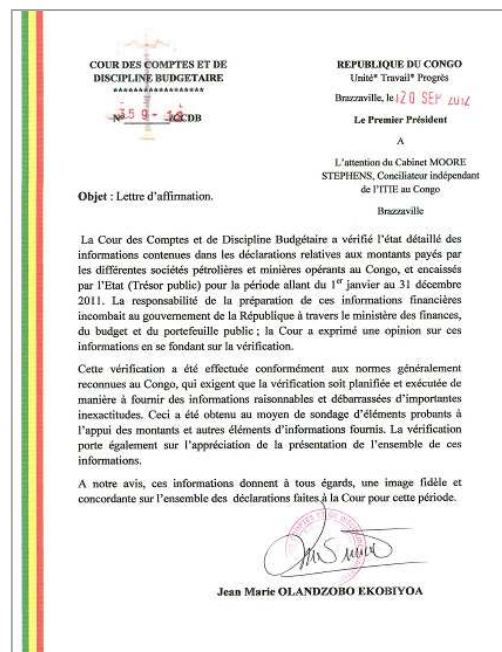 COUR DES COMPTES ET DE
DISCIPLINE BUDGETAIRE
******************
N° 359- /CCDB
REPUBLIQUE DU CONGO
Unité* Travail* Progrès
Brazzaville, le 20 SEP 2012
Le Premier Président
A
L'attention du Cabinet MOORE
STEPHENS, Conciliateur indépendant
de l'ITIE au Congo
Brazzaville
Objet : Lettre d'affirmation.
La Cour des Comptes et de Discipline Budgétaire a vérifié l'état détaillé des
informations contenues dans les déclarations relatives aux montants payés par
les différentes sociétés pétrolières et minières opérants au Congo, et encaissés
par l'Etat (Trésor public) pour la période allant du 1er janvier au 31 décembre
2011. La responsabilité de la préparation de ces informations financières
incombait au gouvernement de la République à travers le ministère des finances,
du budget et du portefeuille public ; la Cour a exprimé une opinion sur ces
informations en se fondant sur la vérification.
Cette vérification a été effectuée conformément aux normes généralement
reconnues au Congo, qui exigent que la vérification soit planifiée et exécutée de
manière à fournir des informations raisonnables et débarrassées d'importantes
inexactitudes. Ceci a été obtenu au moyen de sondage d'éléments probants à
l'appui des montants et autres éléments d'informations fournis. La vérification
porte également sur l'appréciation de la présentation de l'ensemble de ces
informations.
A notre avis, ces informations donnent à tous égards, une image fidèle et
concordante sur l'ensemble des déclarations faites à la Cour pour cette période.
Jean Marie OLANDZOBO EKOBIYOA